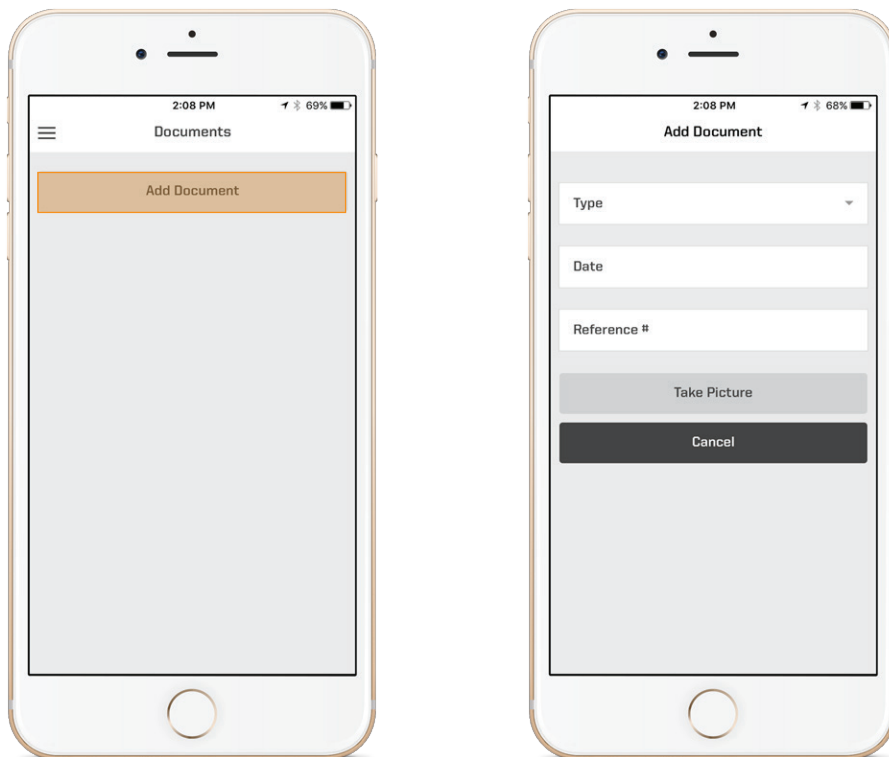 2:08 PM 69%
Documents
Add Document
2:08 PM 68%
Add Document
Type
Date
Reference #
Take Picture
Cancel